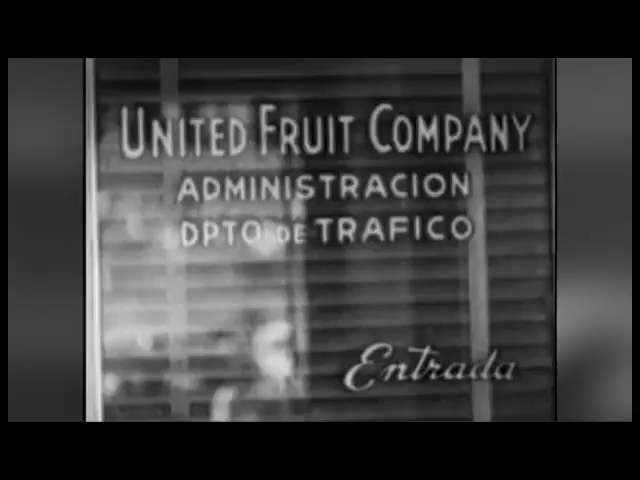 UNITED FRUIT COMPANY
ADMINISTRACION
DPTO DE TRAFICO
Entrada